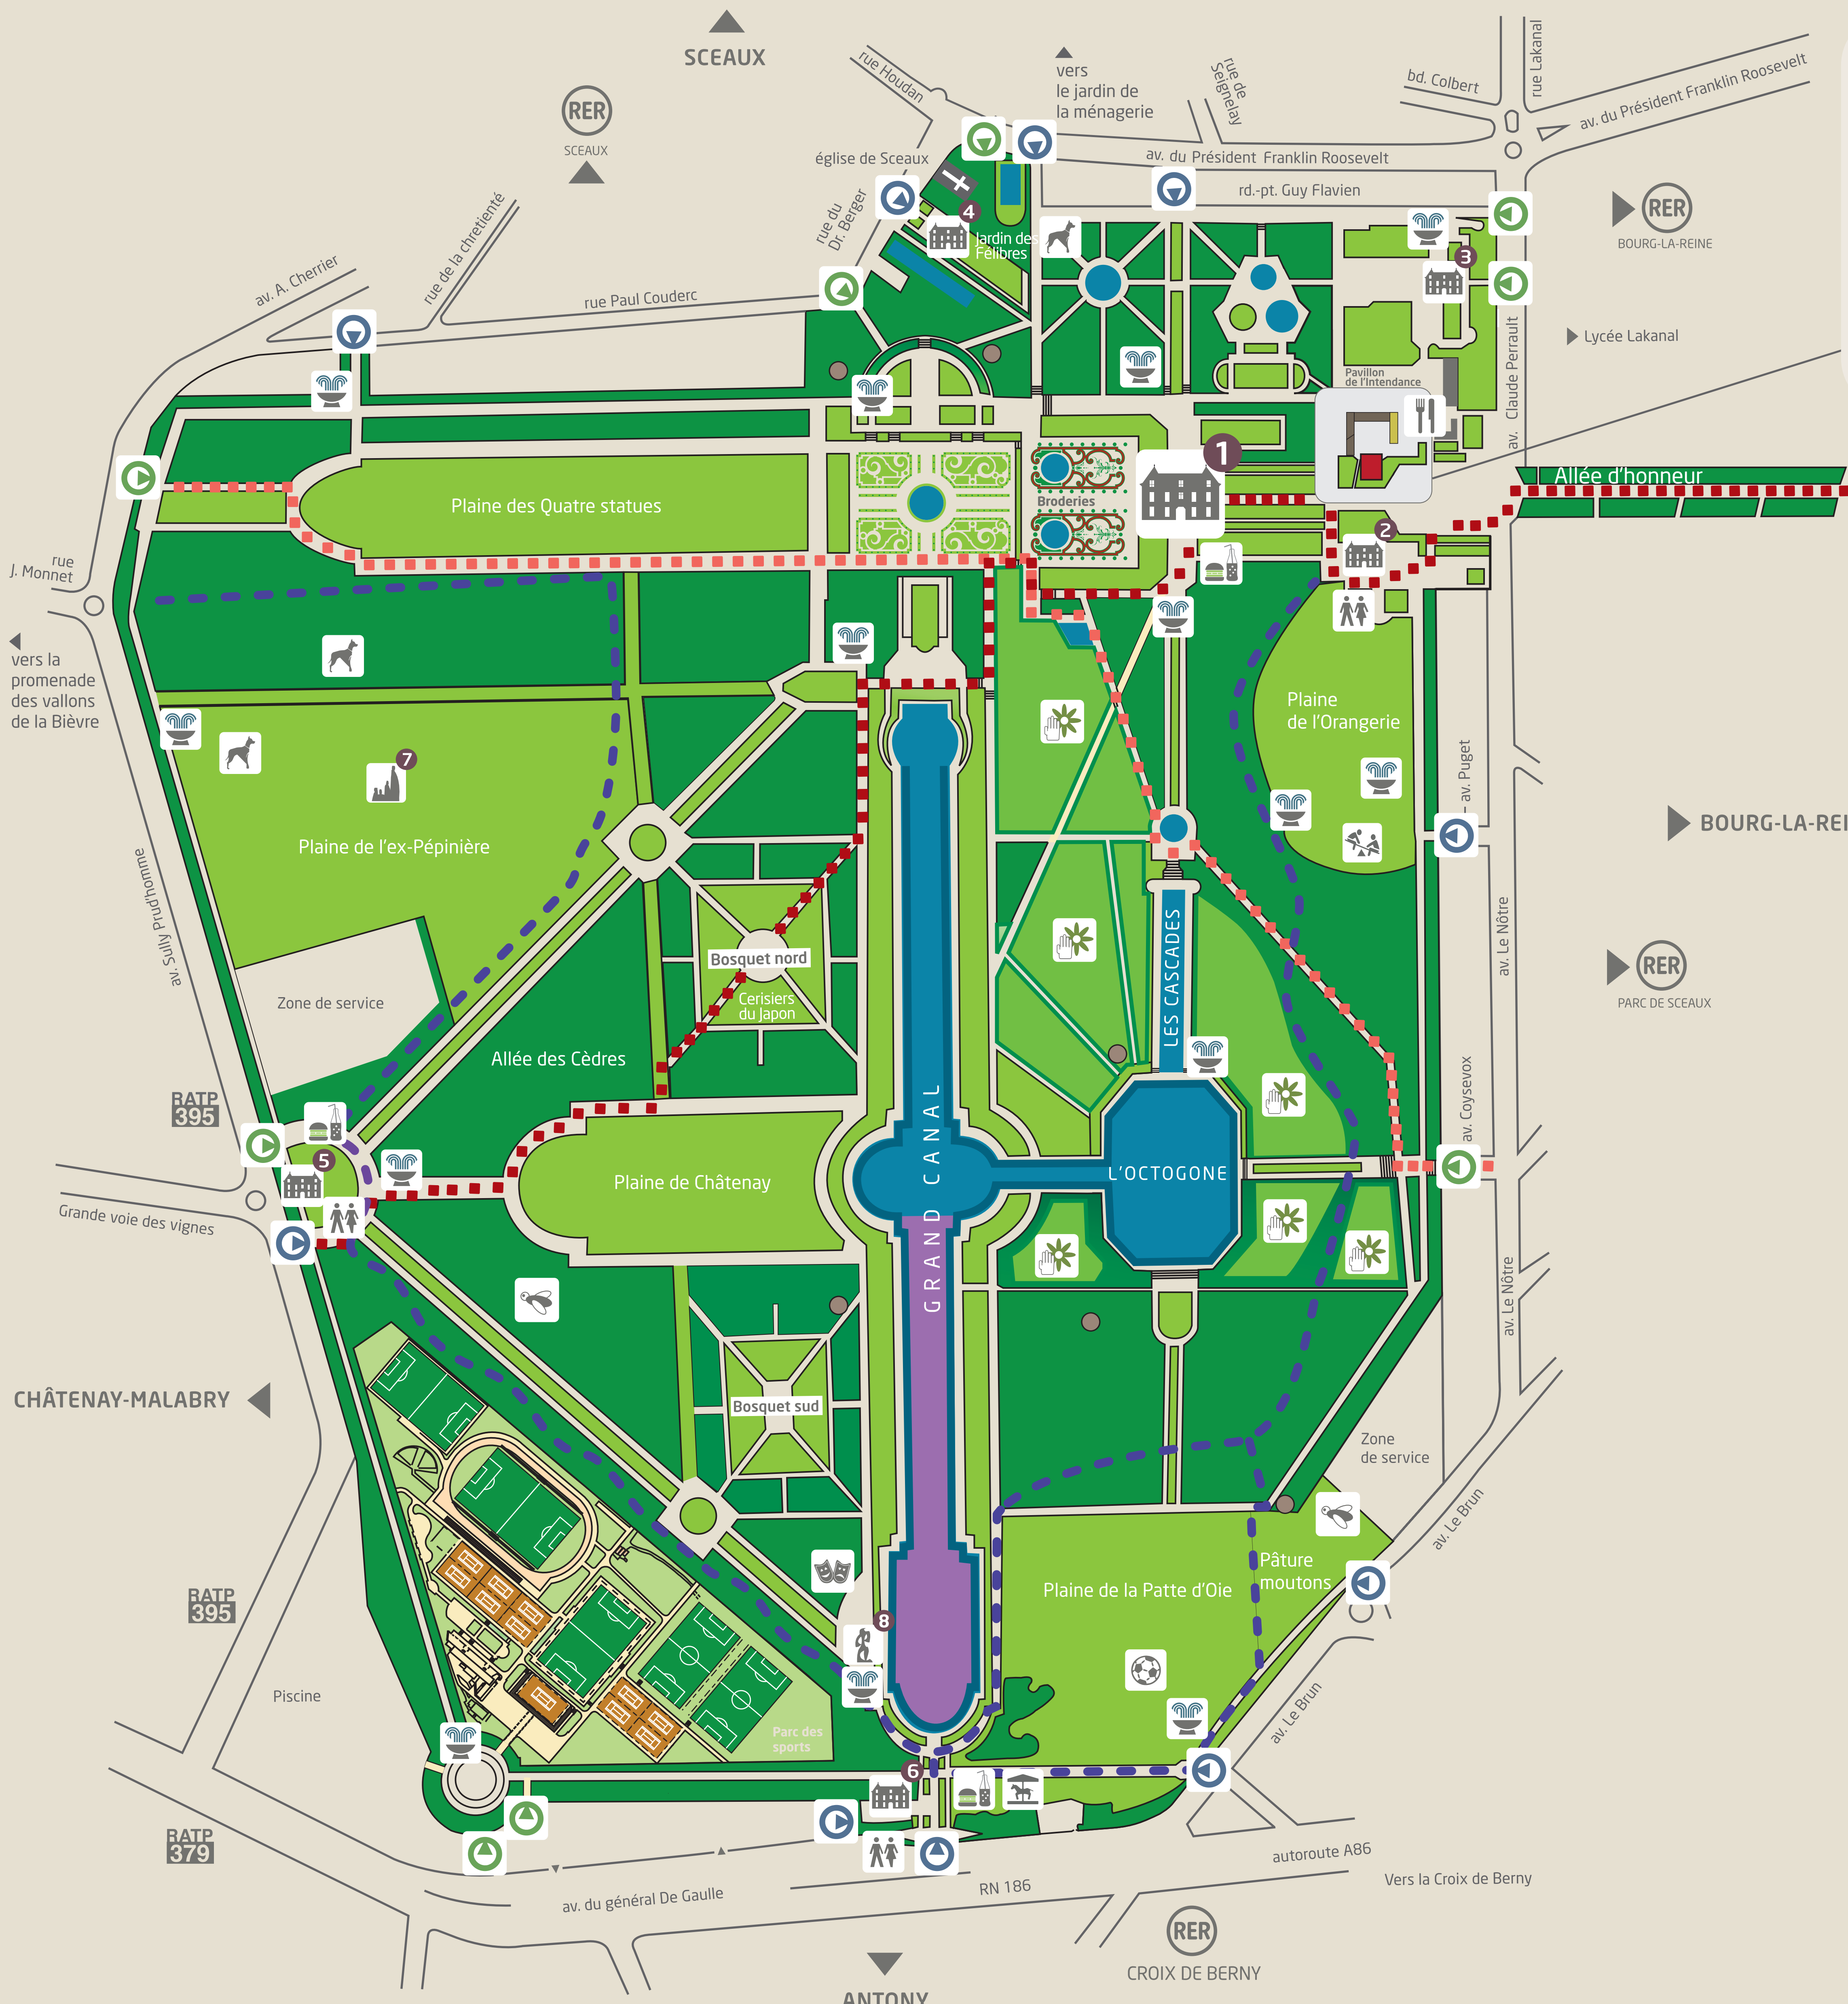 SCEAUX
RER
SCEAUX
rue Houdan
vers
le jardin de
la ménagerie
rue de
Seignelay
bd. Colbert
rue Lakanal
av. du Président Franklin Roosevelt
église de Sceaux
av. du Président Franklin Roosevelt
rd.-pt. Guy Flavien
rue du
Dr. Berger
4
Jardin des
Félibres
3
RER
BOURG-LA-REINE
av. A. Cherrier
rue de la chretienté
rue Paul Couderc
Lycée Lakanal
av. Claude Perrault
Pavillon
de l'Intendance
1
Allée d'honneur
Plaine des Quatre statues
Broderies
2
rue
J. Monnet
vers la
promenade
des vallons
de la Bièvre
Plaine
de l'Orangerie
7
Plaine de l'ex-Pépinière
av. Puget
BOURG-LA-REI
av. Sully Prud'homme
Bosquet nord
Cerisiers
du Japon
LES CASCADES
av. Le Nôtre
RER
PARC DE SCEAUX
Zone de service
Allée des Cèdres
RATP
395
av. Coysevox
5
GRAND CANAL
Plaine de Châtenay
L'OCTOGONE
Grande voie des vignes
av. Le Nôtre
CHÂTENAY-MALABRY
Bosquet sud
Zone
de service
av. Le Brun
Pâture
moutons
Plaine de la Patte d'Oie
RATP
395
8
Piscine
Parc des
sports
av. Le Brun
6
RATP
379
autoroute A86
Vers la Croix de Berny
av. du général De Gaulle
RN 186
RER
CROIX DE BERNY
ANTONY